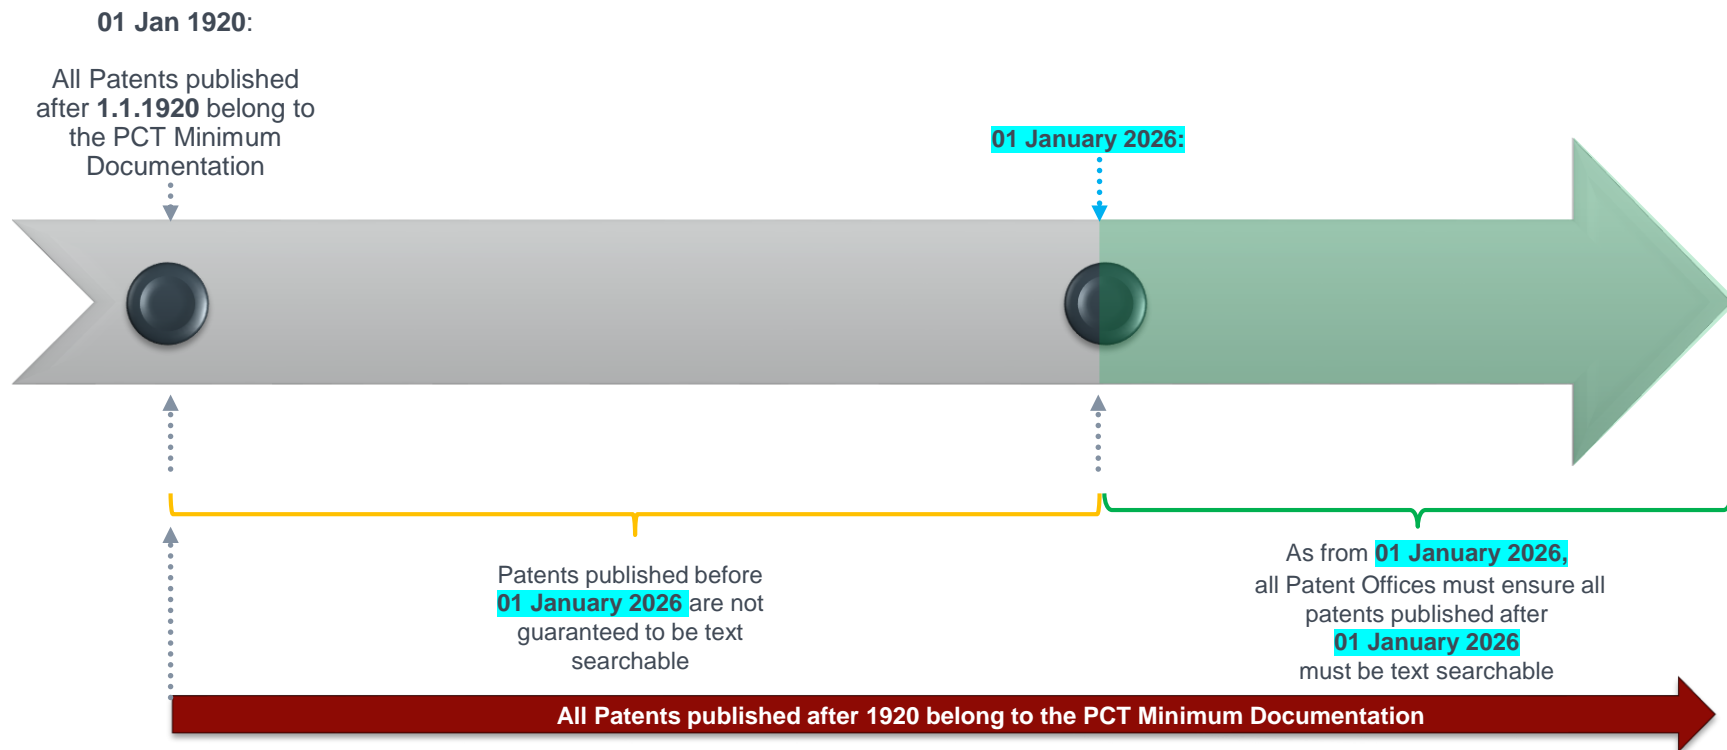 01 Jan 1920:
All Patents published
after 1.1.1920 belong to
the PCT Minimum
Documentation
01 January 2026:
Patents published before
01 January 2026 are not
guaranteed to be text
searchable
As from 01 January 2026,
all Patent Offices must ensure all
patents published after
01 January 2026
must be text searchable
All Patents published after 1920 belong to the PCT Minimum Documentation